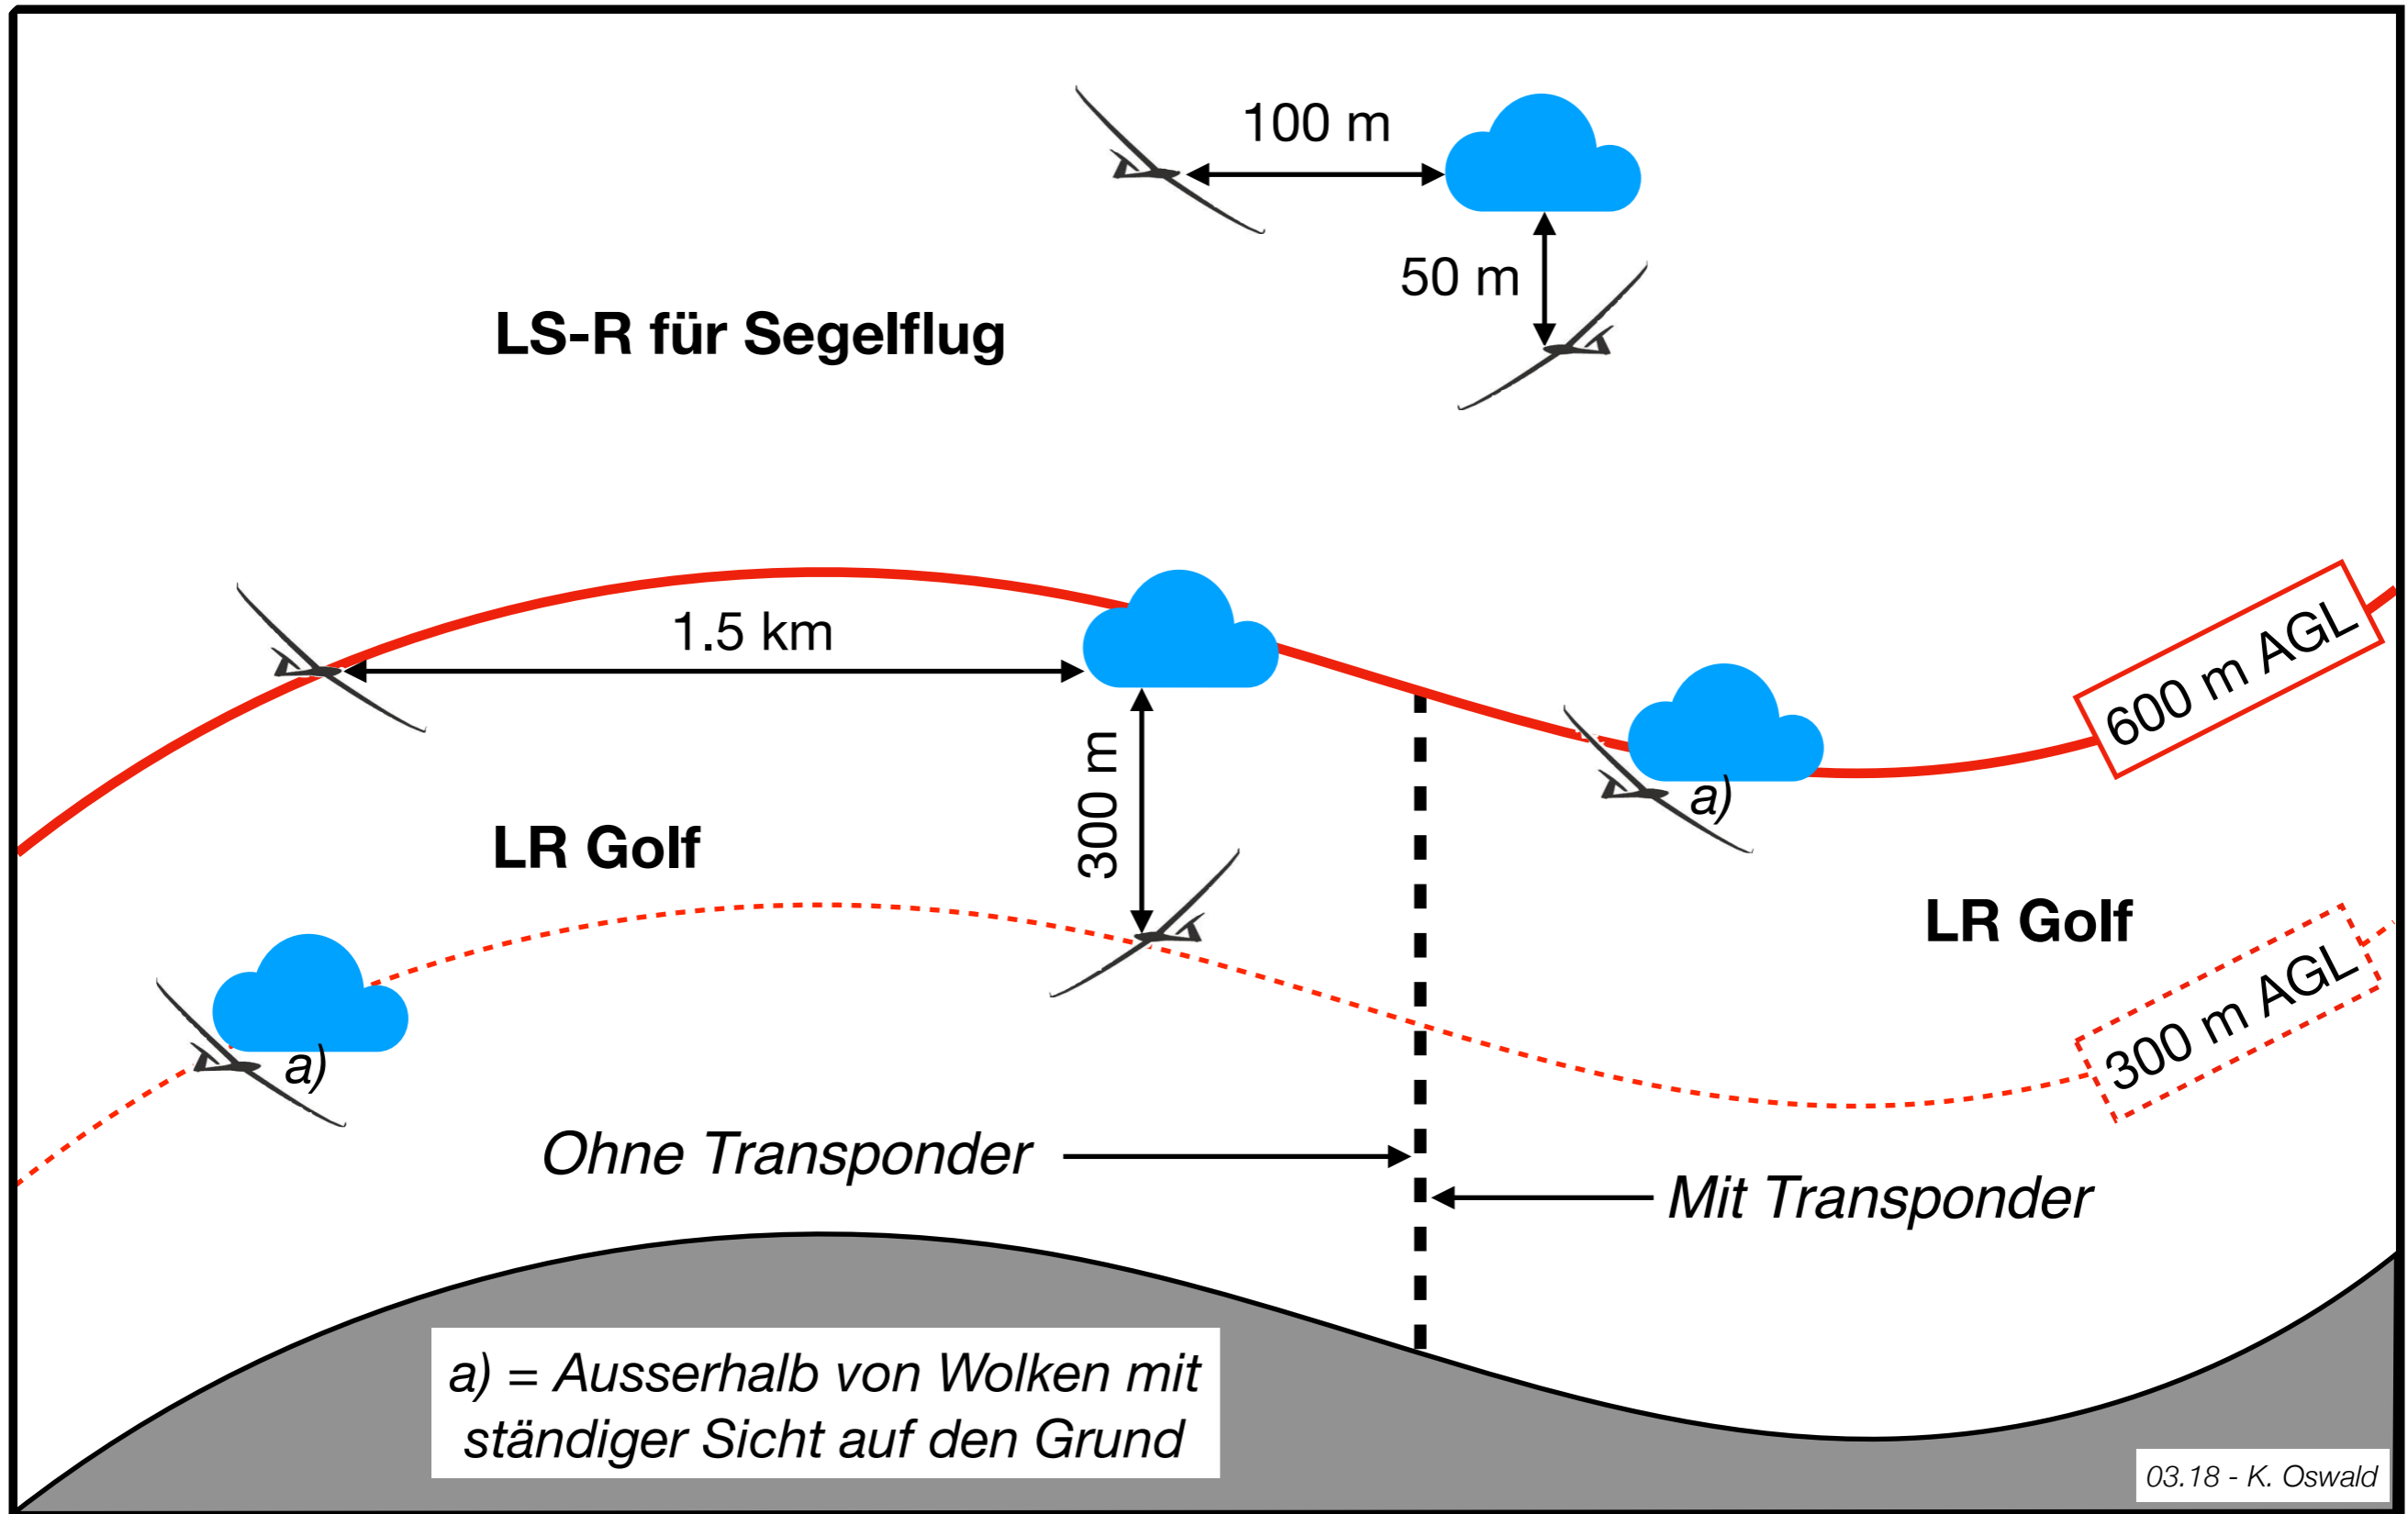 100 m
50 m
LS-R für Segelflug
1.5 km
600 m AGL
300 m
a)
LR Golf
LR Golf
300 m AGL
a)
Ohne Transponder
Mit Transponder
a) = Ausserhalb von Wolken mit
ständiger Sicht auf den Grund
03.18 - K. Oswald